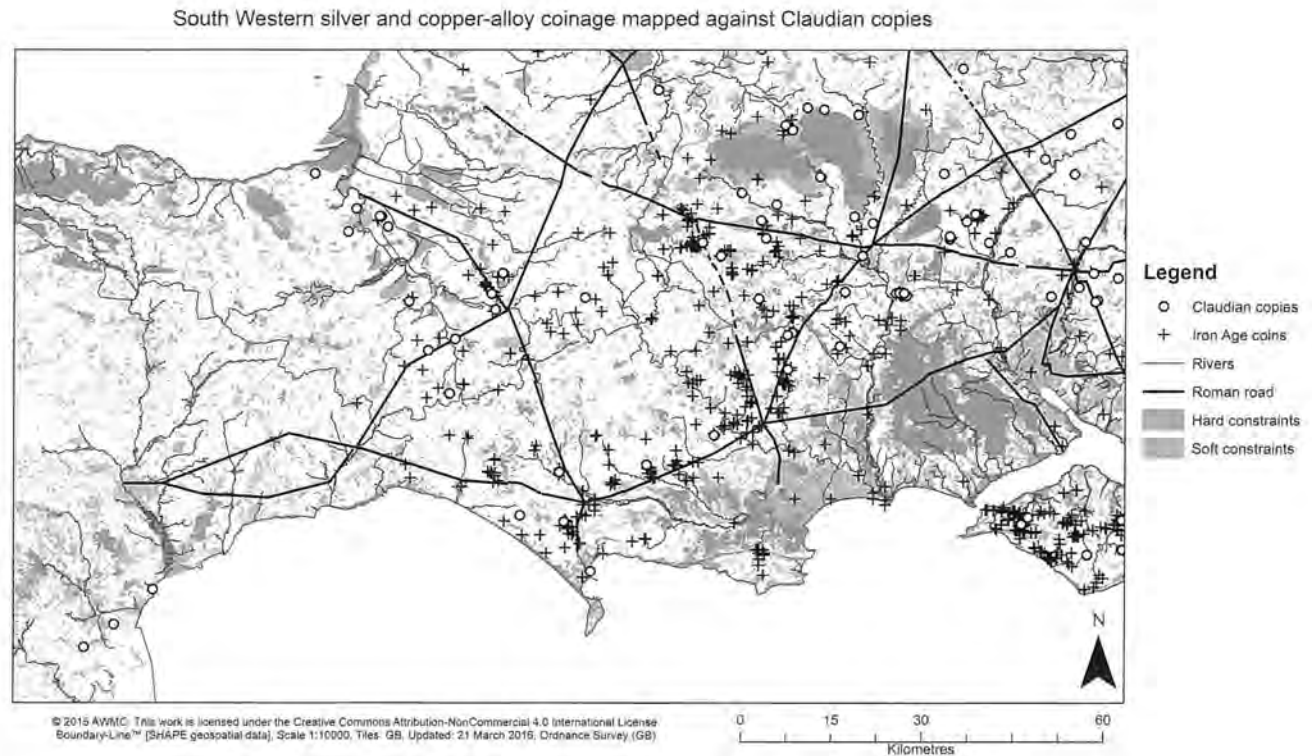 South Western silver and copper-alloy coinage mapped against Claudian copies
Legend
Claudian copies
Iron Age coins
Rivers
Roman road
Hard constraints
Soft constraints
N
© 2015 AWMC. This work is licensed under the Creative Commons Attribution-NonCommercial 4.0 International License
Boundary-Line™ [SHAPE geospatial data], Scale 1:10000, Tiles: GB, Updated: 21 March 2016, Ordnance Survey (GB)
0 15 30 60
Kilometres